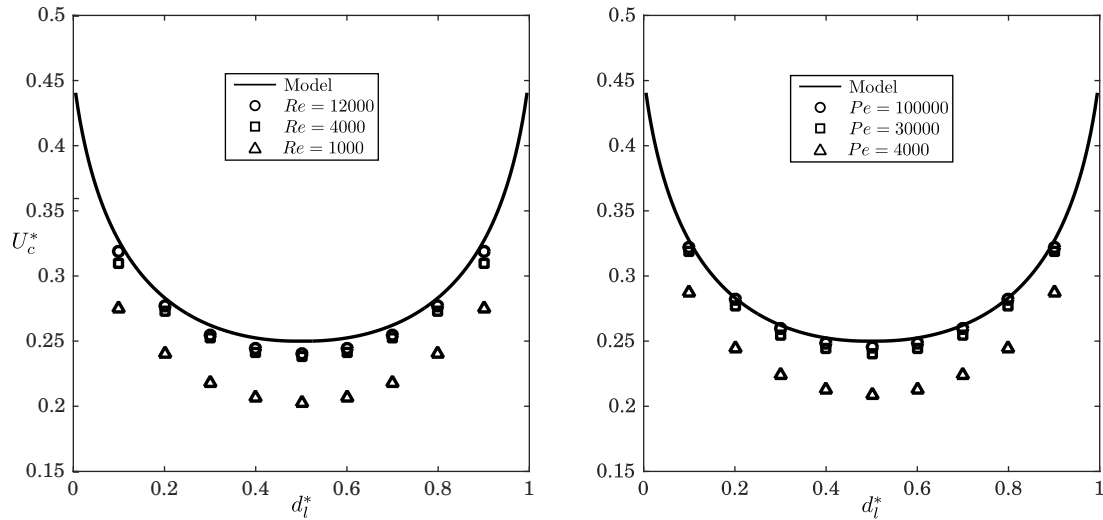 0.5
0.45
0.4
0.35
0.3
0.25
0.2
0.15
U_c^*
Model
Re = 12000
Re = 4000
Re = 1000
0 0.2 0.4 0.6 0.8 1
d_l^*
0.5
0.45
0.4
0.35
0.3
0.25
0.2
0.15
Model
Pe = 100000
Pe = 30000
Pe = 4000
0 0.2 0.4 0.6 0.8 1
d_l^*